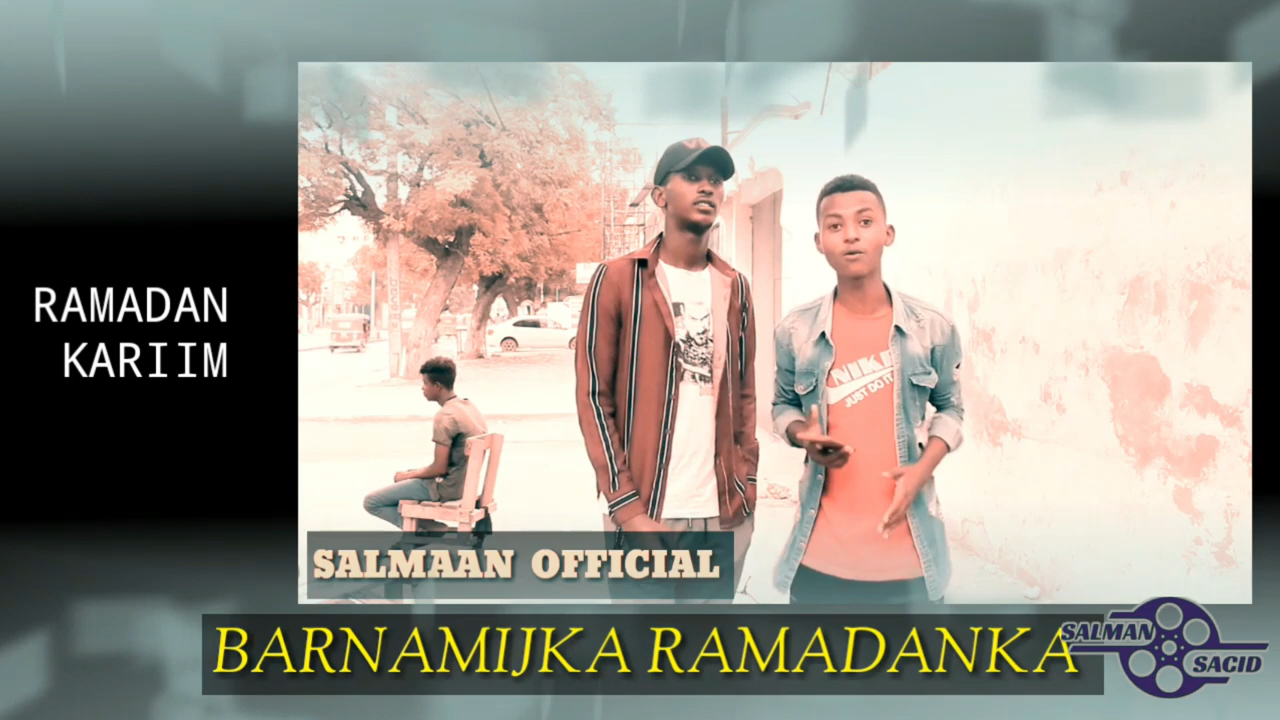 RAMADAN
KARIIM
NIKE
JUST DO IT
SALMAAN OFFICIAL
BARNAMIJKA RAMADANKA
SALMAN
SACID